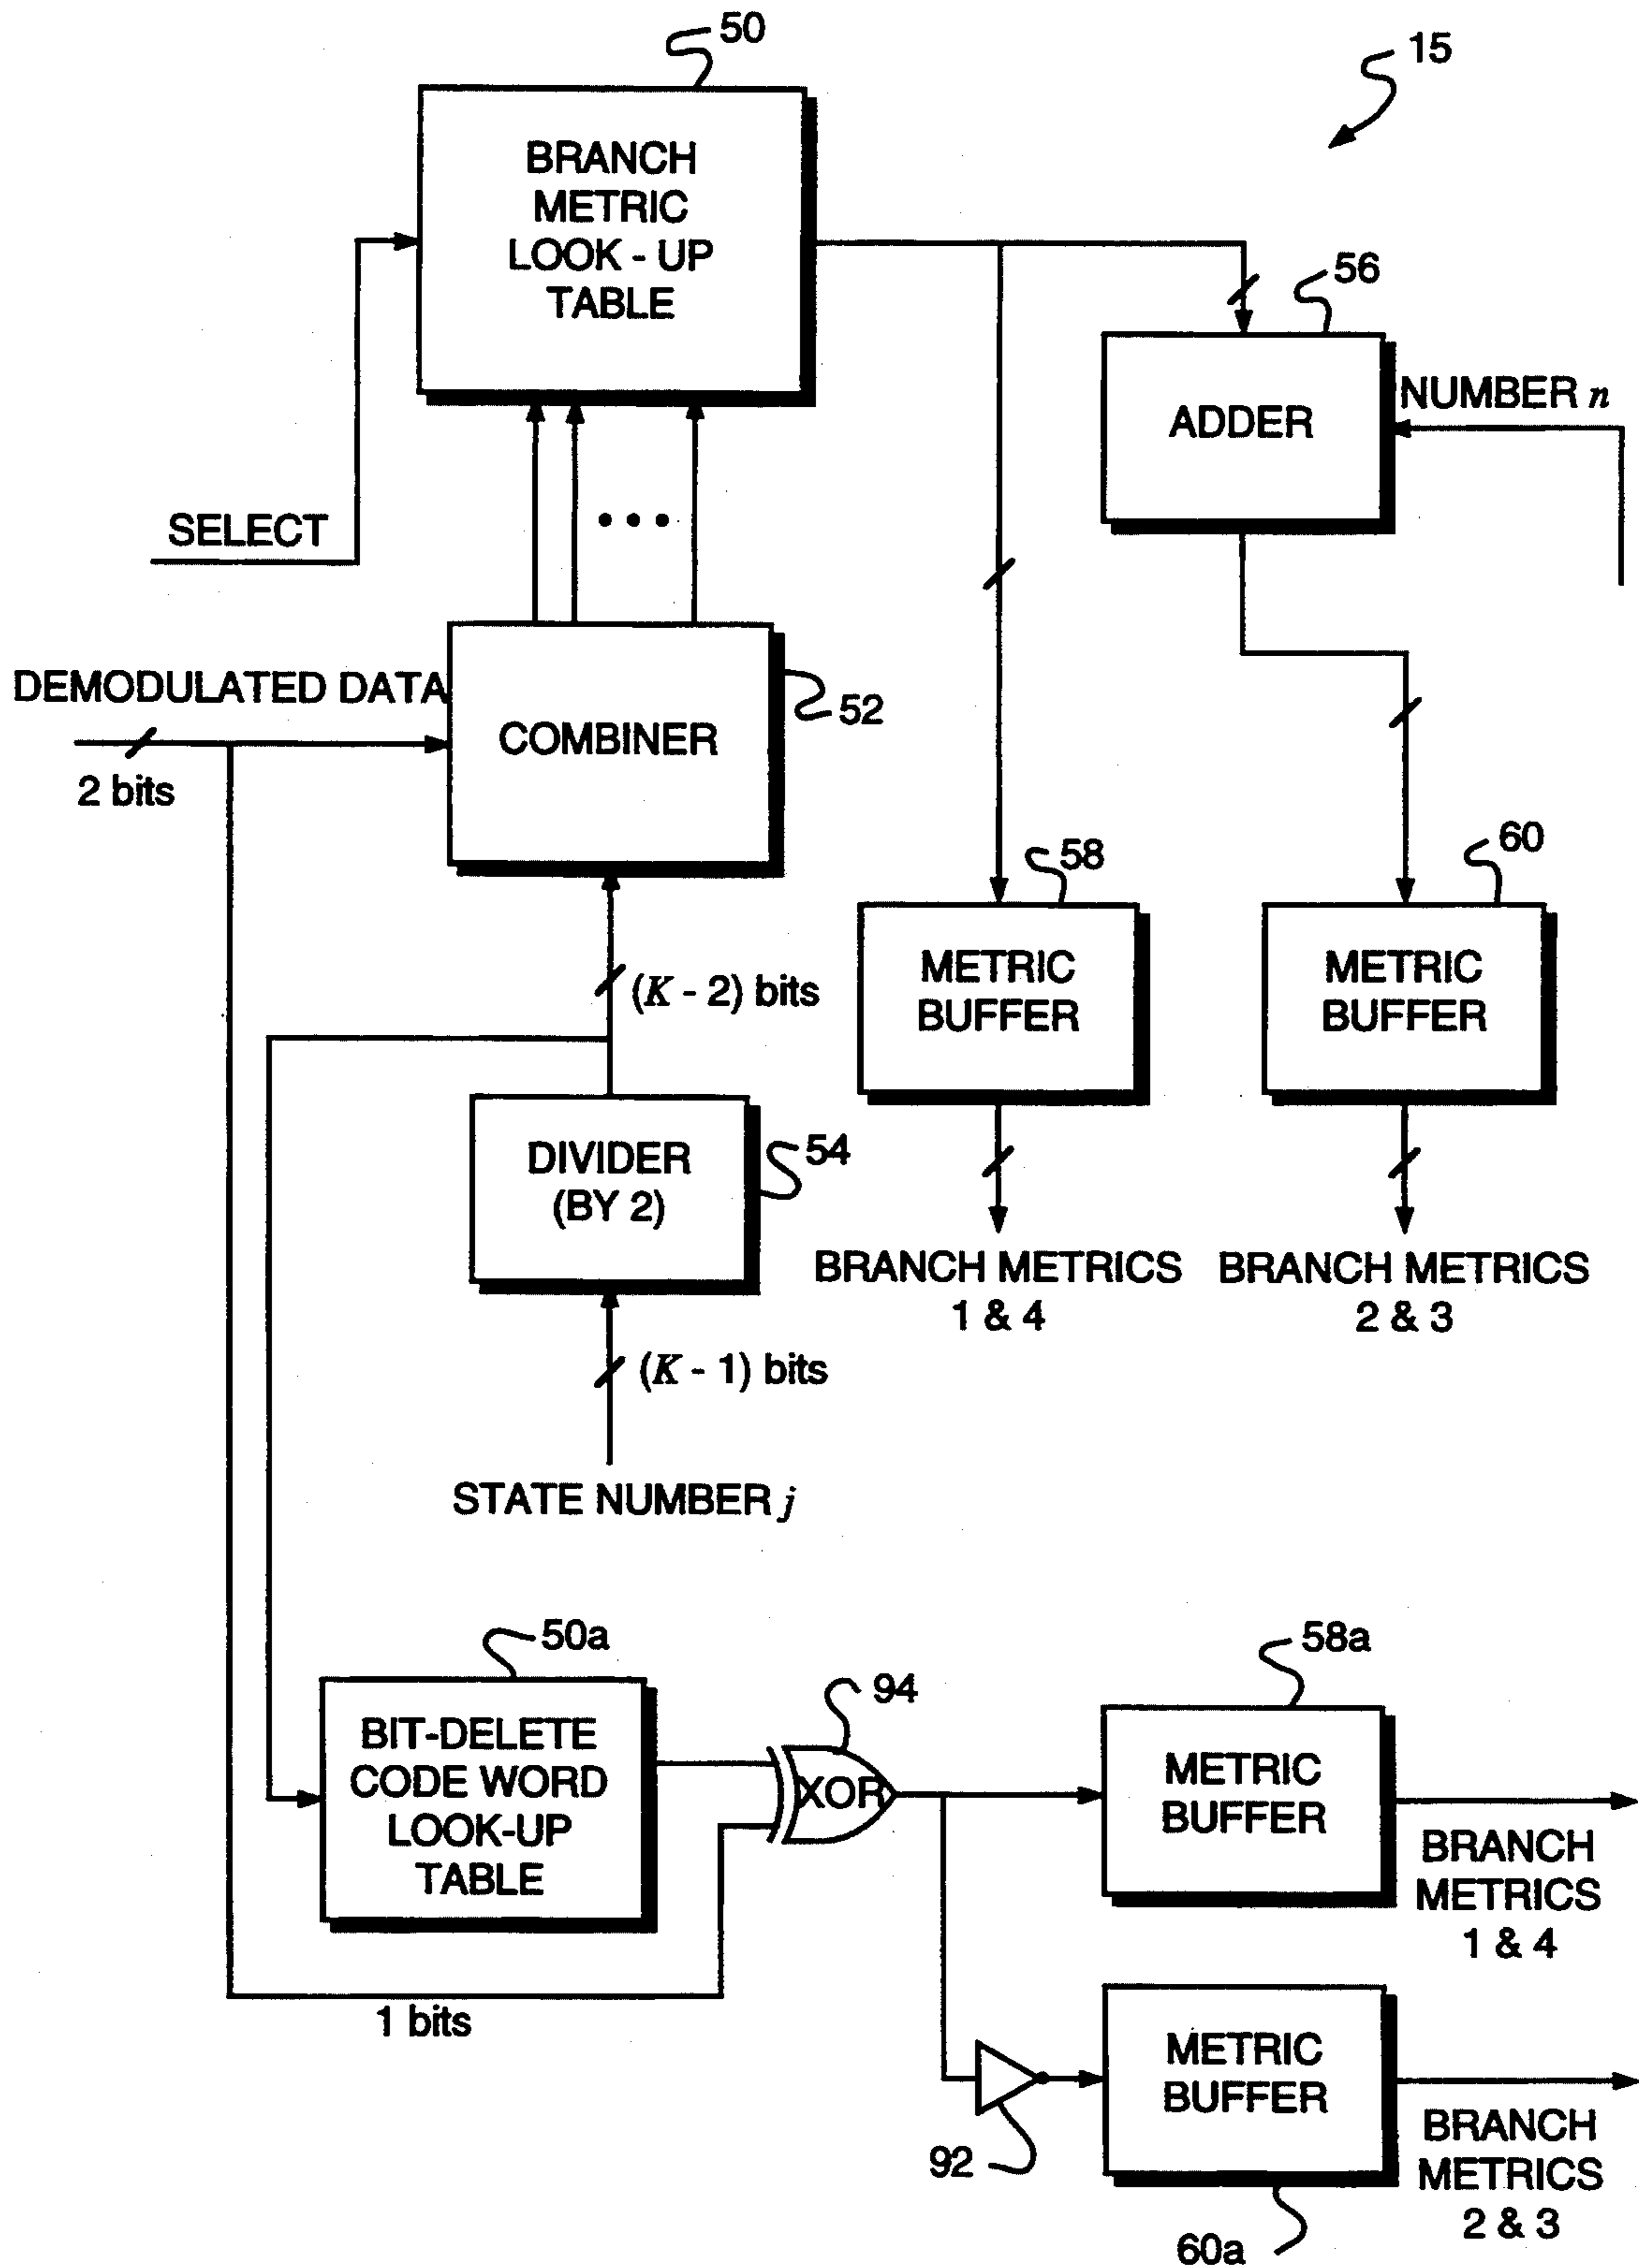 50
15
BRANCH
METRIC
LOOK - UP
TABLE
56
NUMBER n
ADDER
SELECT
• • •
DEMODULATED DATA
52
COMBINER
2 bits
58
60
METRIC
BUFFER
METRIC
BUFFER
(K - 2) bits
DIVIDER
(BY 2)
54
BRANCH METRICS
1 & 4
BRANCH METRICS
2 & 3
(K - 1) bits
STATE NUMBER j
50a
58a
94
BIT-DELETE
CODE WORD
LOOK-UP
TABLE
XOR
METRIC
BUFFER
BRANCH
METRICS
1 & 4
1 bits
METRIC
BUFFER
92
BRANCH
METRICS
2 & 3
60a